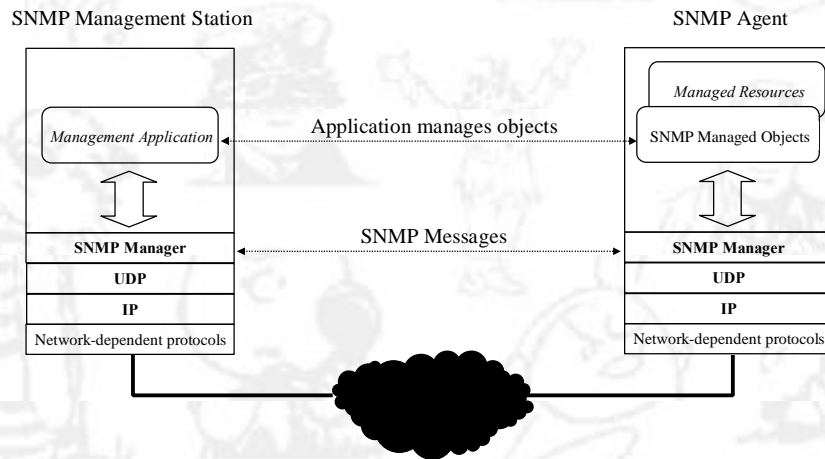 SNMP Management Station
SNMP Agent
Managed Resources
Management Application
Application manages objects
SNMP Managed Objects
SNMP Manager
SNMP Messages
SNMP Manager
UDP
UDP
IP
IP
Network-dependent protocols
Network-dependent protocols